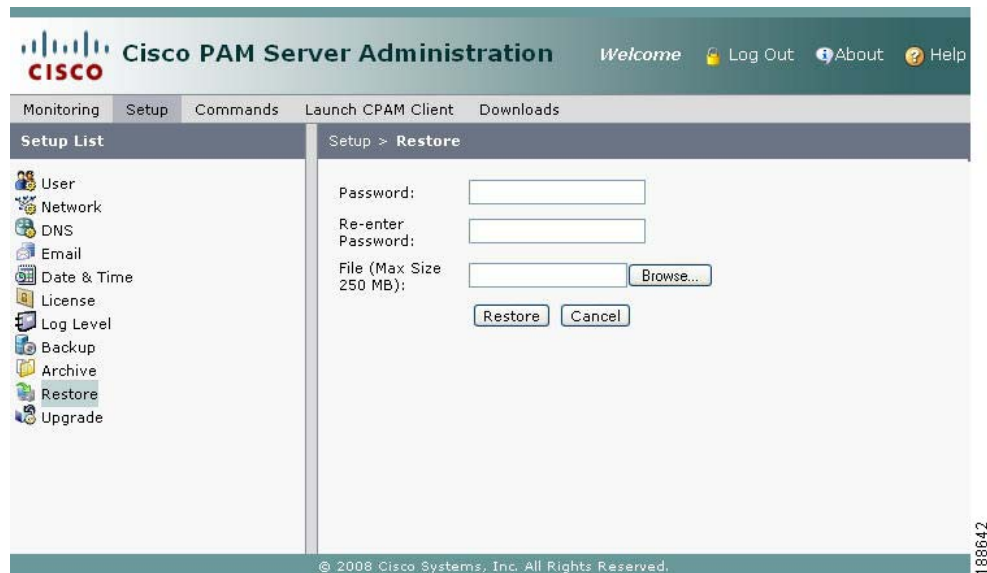 CISCO
Cisco PAM Server Administration
Welcome
Log Out
About
Help
Monitoring
Setup
Commands
Launch CPAM Client
Downloads
Setup List
Setup > Restore
User
Network
DNS
Email
Date & Time
License
Log Level
Backup
Archive
Restore
Upgrade
Password:
Re-enter
Password:
File (Max Size
250 MB):
Browse...
Restore
Cancel
© 2008 Cisco Systems, Inc. All Rights Reserved.
188642